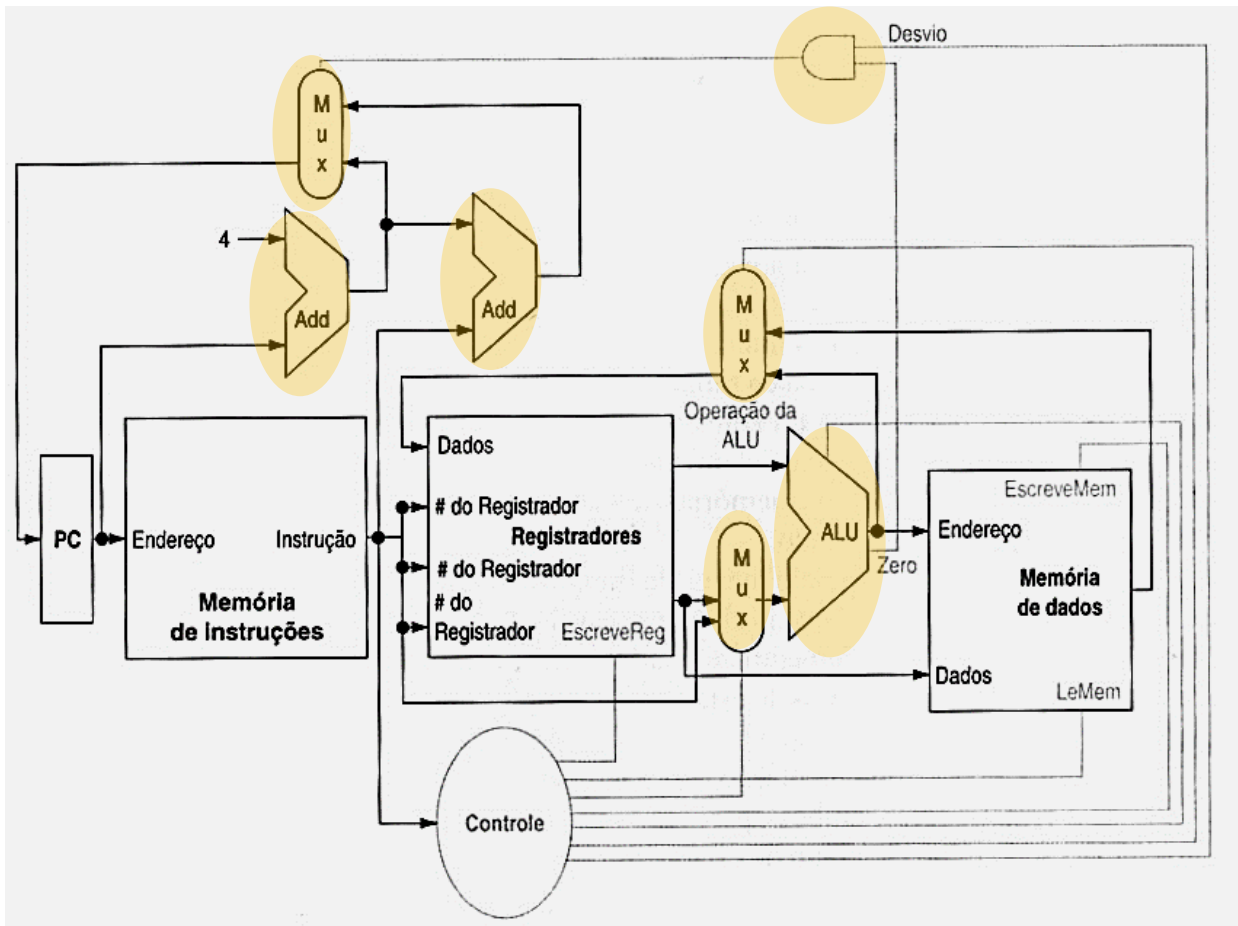 Desvio
M
u
x
4
Add
Add
M
u
x
Operação da
ALU
PC
Endereço
Instrução
Memória
de Instruções
Dados
# do Registrador
Registradores
# do Registrador
# do
Registrador
EscreveReg
M
u
x
ALU
Zero
EscreveMem
Endereço
Memória
de dados
Dados
LeMem
Controle